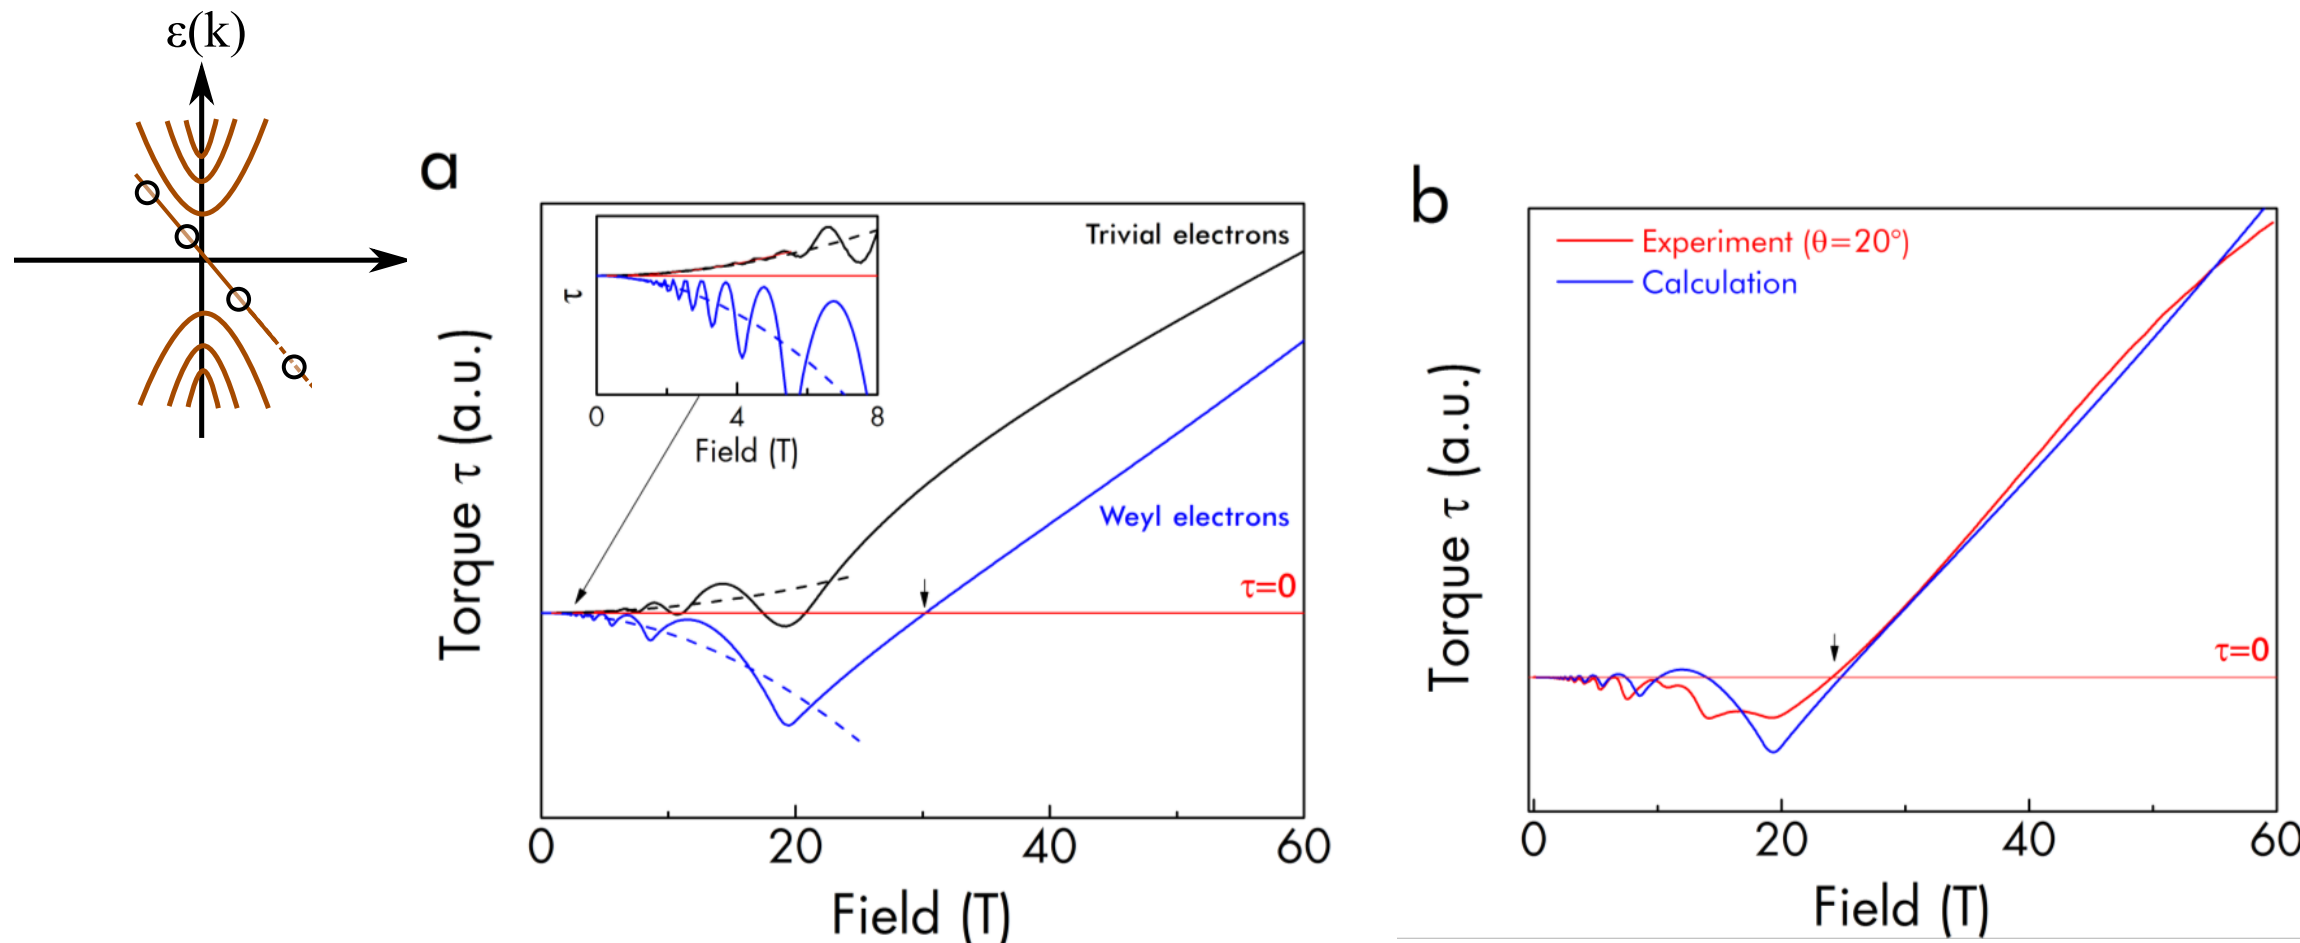 ε(k)
a
Torque τ (a.u.)
τ
0 4 8
Field (T)
Trivial electrons
Weyl electrons
τ=0
0 20 40 60
Field (T)
b
Torque τ (a.u.)
Experiment (θ=20°)
Calculation
τ=0
0 20 40 60
Field (T)